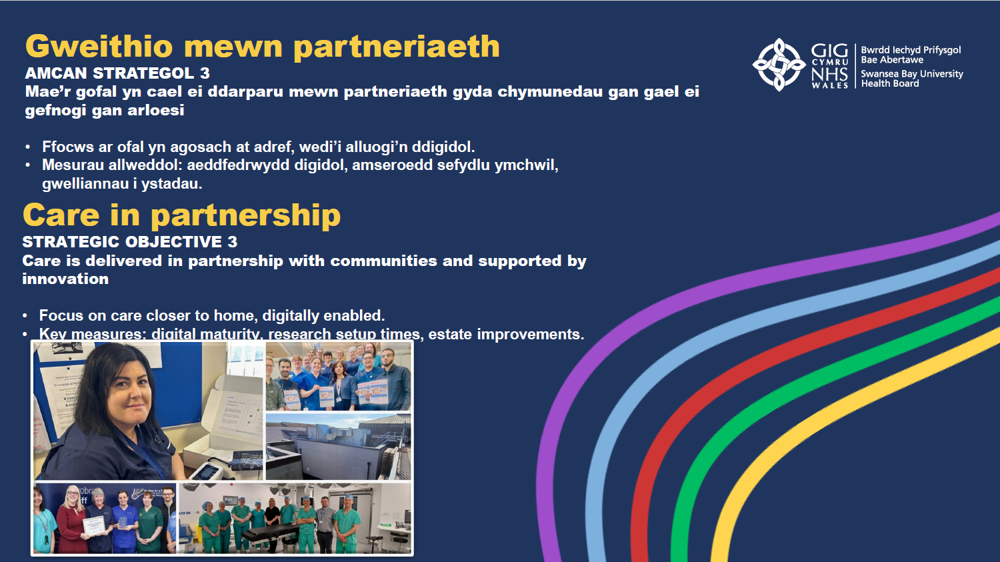 Gweithio mewn partneriaeth
AMCAN STRATEGOL 3
Mae’r gofal yn cael ei ddarparu mewn partneriaeth gyda chymunedau gan gael ei
gefnogi gan arloesi
• Ffocws ar ofal yn agosach at adref, wedi’i alluogi’n ddigidol.
• Mesurau allweddol: aeddfedrwydd digidol, amseroedd sefydlu ymchwil,
gwelliannau i ystadau.
GIG
CYMRU
NHS
WALES
Bwrdd Iechyd Prifysgol
Bae Abertawe
Swansea Bay University
Health Board
Care in partnership
STRATEGIC OBJECTIVE 3
Care is delivered in partnership with communities and supported by
innovation
• Focus on care closer to home, digitally enabled.
• Key measures: digital maturity, research setup times, estate improvements.